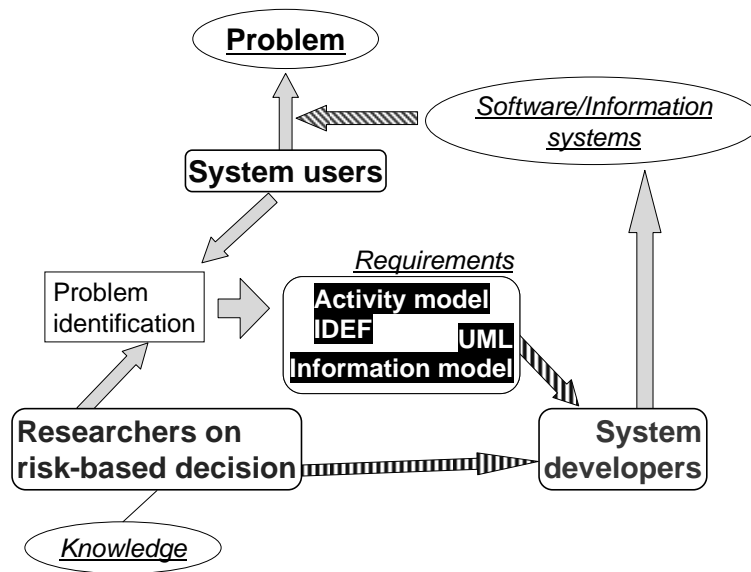 Problem
Software/Information
systems
System users
Requirements
Problem
identification
Activity model
IDEF
UML
Information model
Researchers on
risk-based decision
System
developers
Knowledge